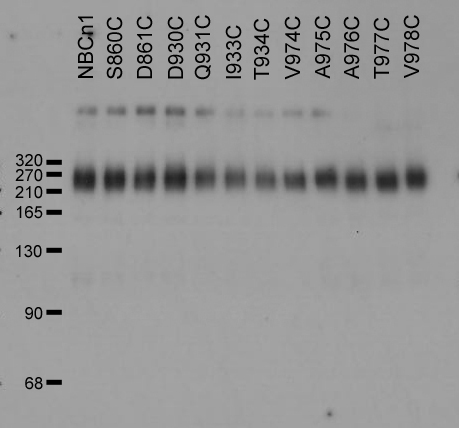 NBCn1
S860C
D861C
D930C
Q931C
I933C
T934C
V974C
A975C
A976C
T977C
V978C
320
270
210
165
130
90
68